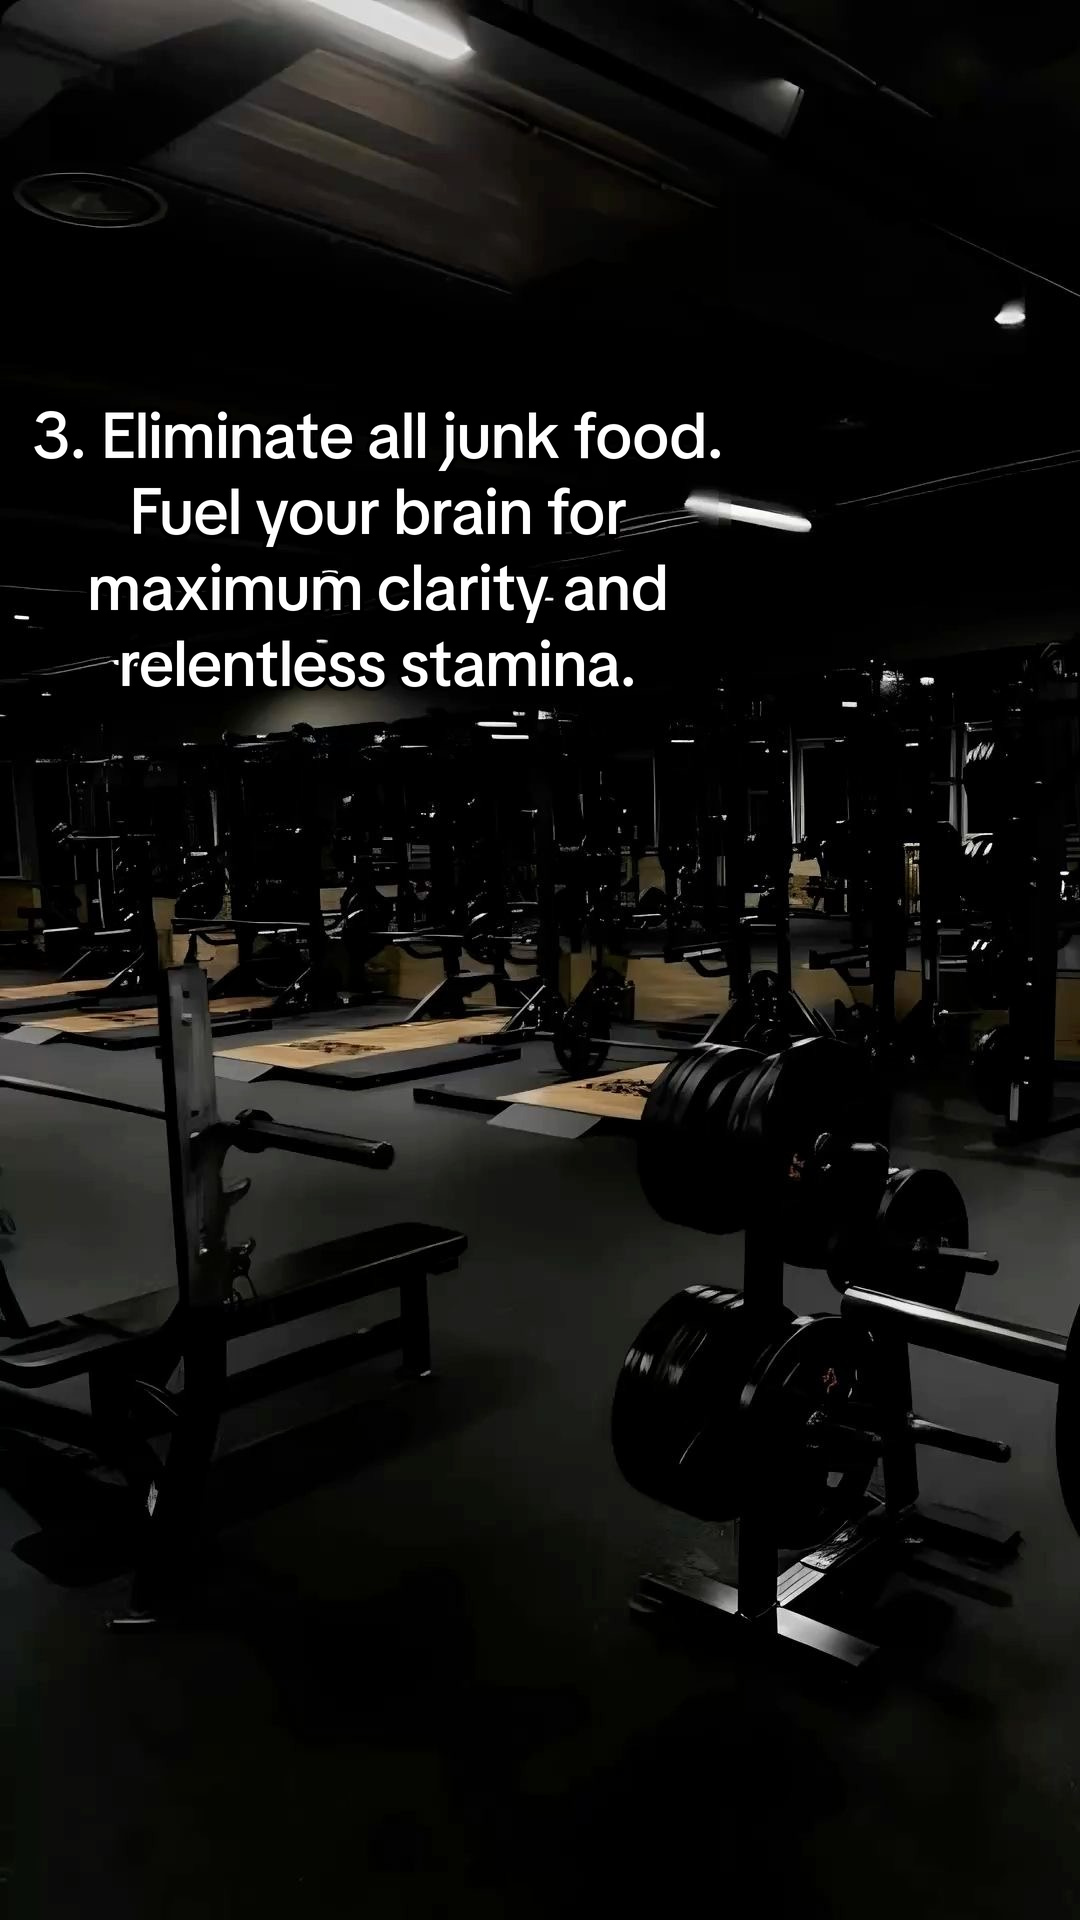 3. Eliminate all junk food.
Fuel your brain for
maximum clarity and
relentless stamina.